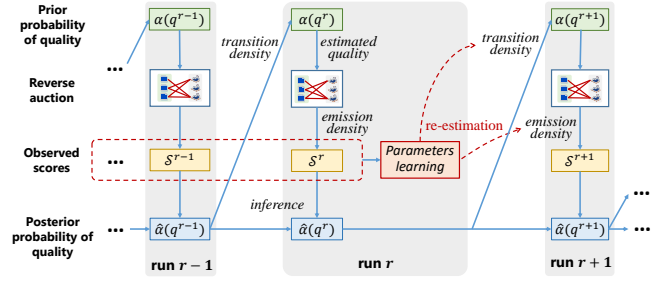 Prior probability of quality
α(q^{r−1})
α(q^r)
α(q^{r+1})
transition density
estimated quality
transition density
Reverse auction
emission density
re-estimation
emission density
Observed scores
...
𝒮^{r−1}
𝒮^r
Parameters learning
𝒮^{r+1}
inference
Posterior probability of quality
...
α̂(q^{r−1})
α̂(q^r)
α̂(q^{r+1})
...
...
...
run r − 1
run r
run r + 1